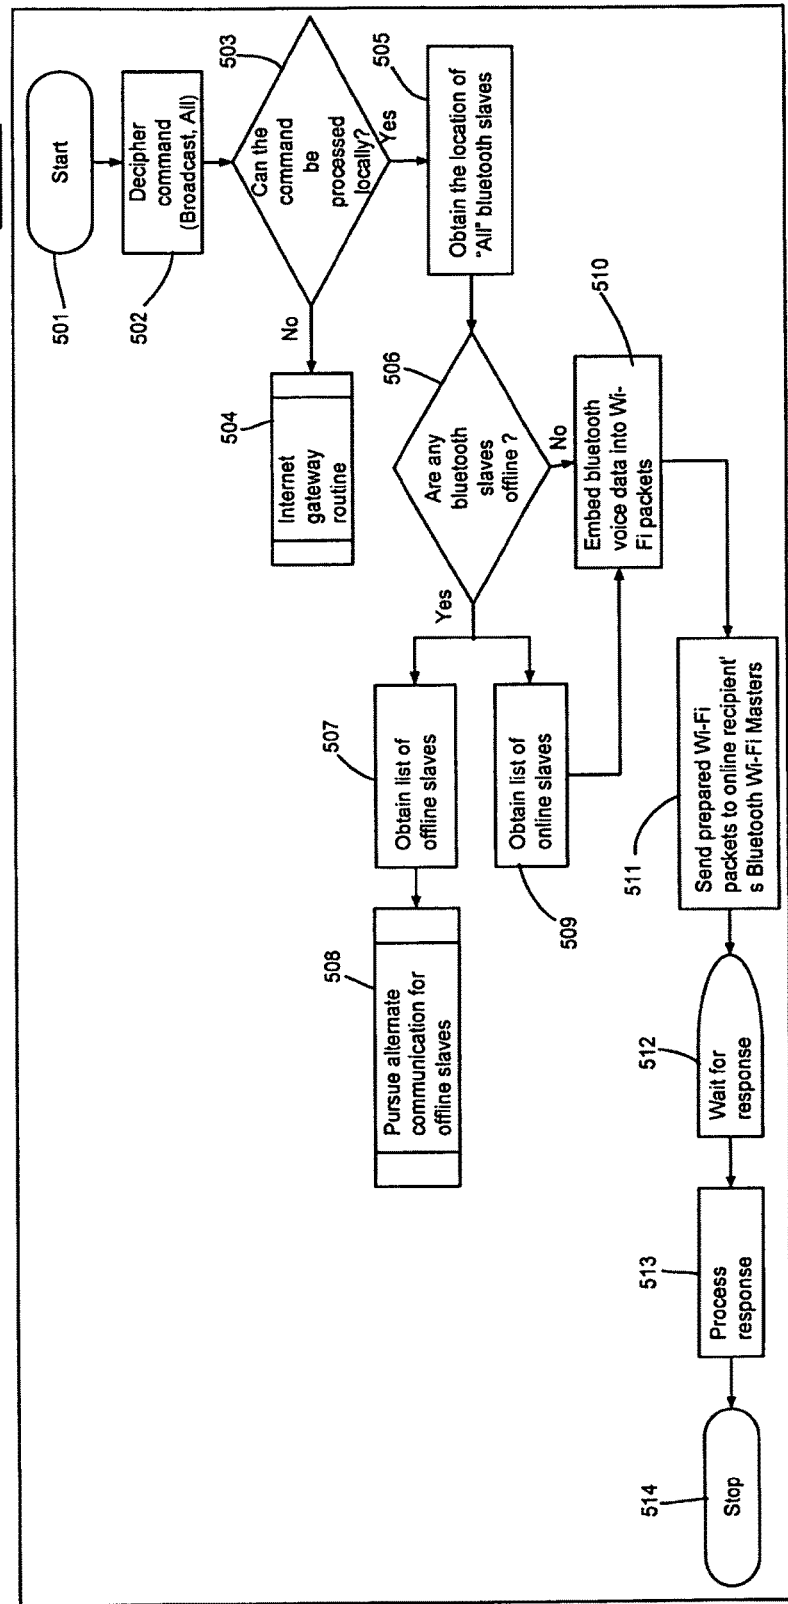 Start
501
Decipher
command
(Broadcast, All)
502
Can the
command
be
processed
locally?
503
No
Yes
Internet
gateway
routine
504
Obtain the location of
"All" bluetooth slaves
505
Are any
bluetooth
slaves
offline ?
506
Yes
No
Obtain list of
offline slaves
507
Pursue alternate
communication for
offline slaves
508
Obtain list of
online slaves
509
Embed bluetooth
voice data into Wi-
Fi packets
510
Send prepared Wi-Fi
packets to online recipient'
s Bluetooth Wi-Fi Masters
511
Wait for
response
512
Process
response
513
Stop
514